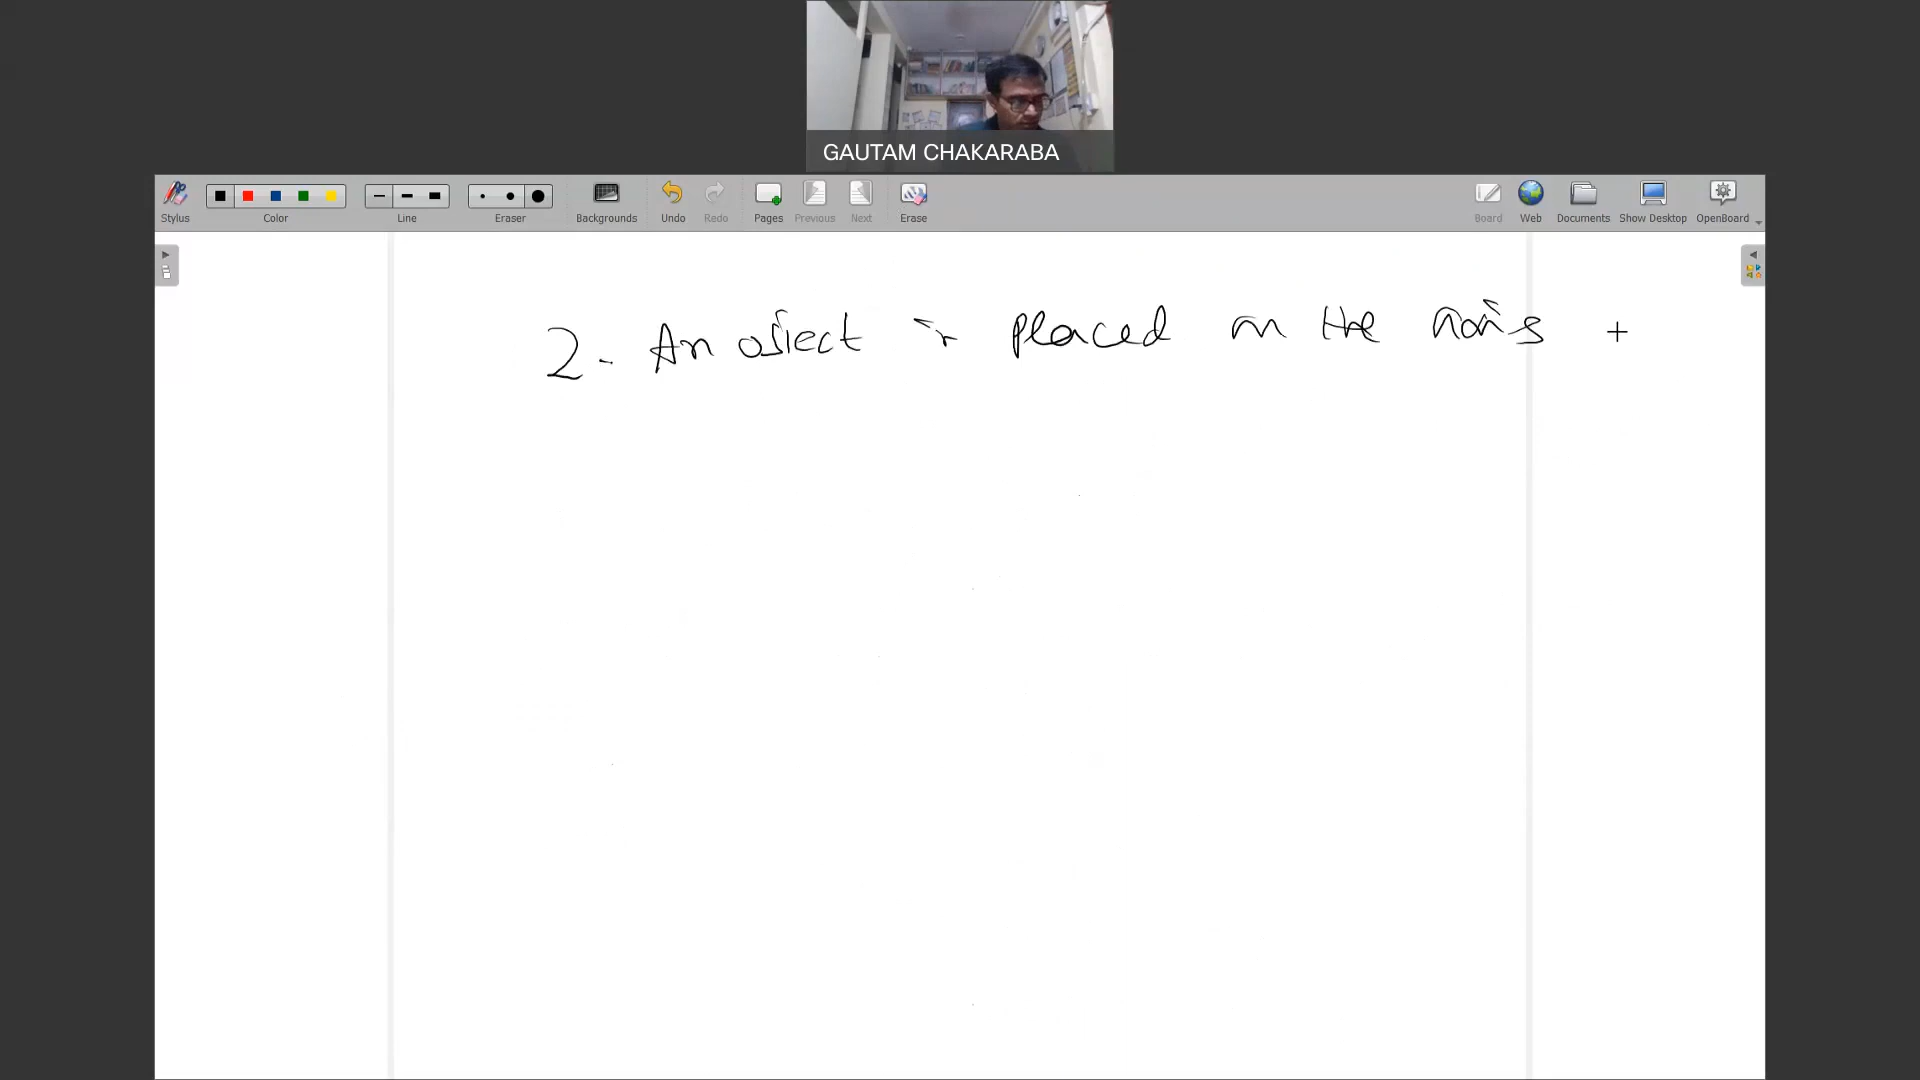 GAUTAM CHAKARABA
Stylus Color Line Eraser Backgrounds Undo Redo Pages Previous Next Erase Board Web Documents Show Desktop OpenBoard
2. An object is placed on the axis